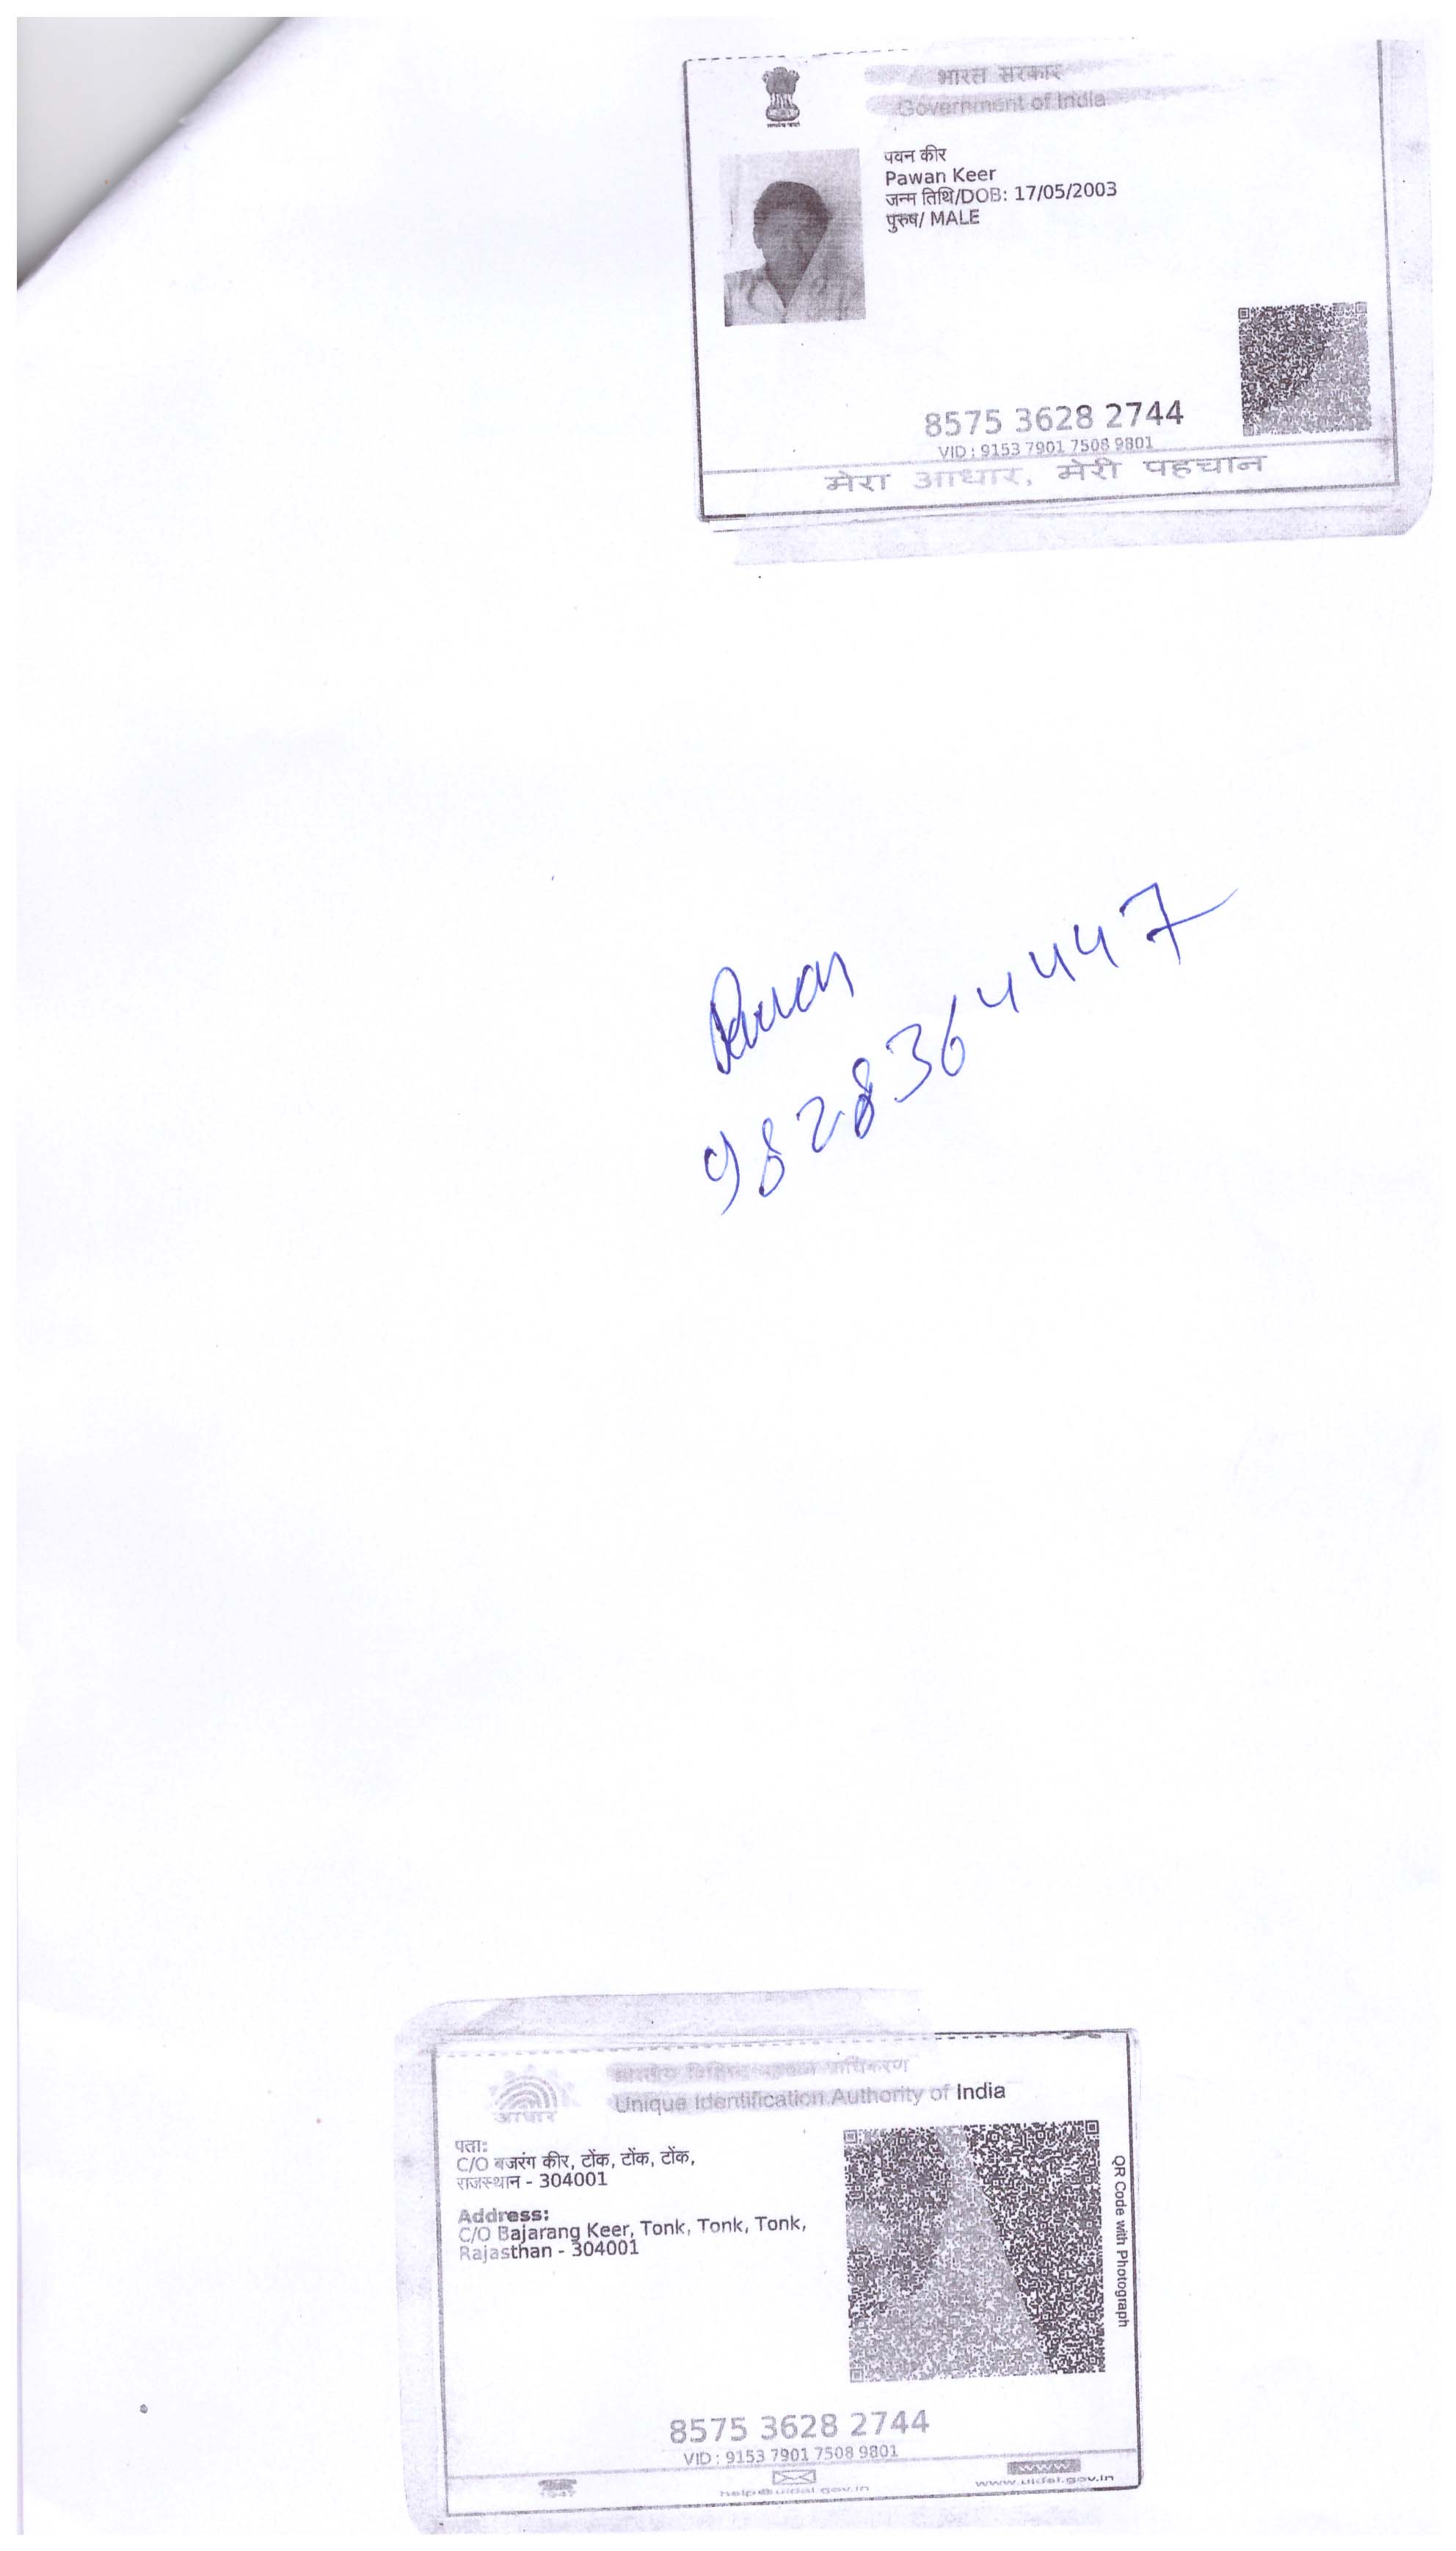 भारत सरकार
Government of India
पवन कीर
Pawan Keer
जन्म तिथि/DOB: 17/05/2003
पुरुष/ MALE
8575 3628 2744
VID : 9153 7901 7508 9801
मेरा आधार, मेरी पहचान
Pawan
9828364447
भारतीय विशिष्ट पहचान प्राधिकरण
Unique Identification Authority of India
आधार
पता:
C/O बजरंग कीर, टोंक, टोंक, टोंक,
राजस्थान - 304001
Address:
C/O Bajarang Keer, Tonk, Tonk, Tonk,
Rajasthan - 304001
QR Code with Photograph
8575 3628 2744
VID : 9153 7901 7508 9801
1947
help@uidai.gov.in
www
www.uidai.gov.in